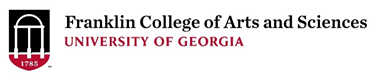 Franklin College of Arts and Sciences
UNIVERSITY OF GEORGIA
1785